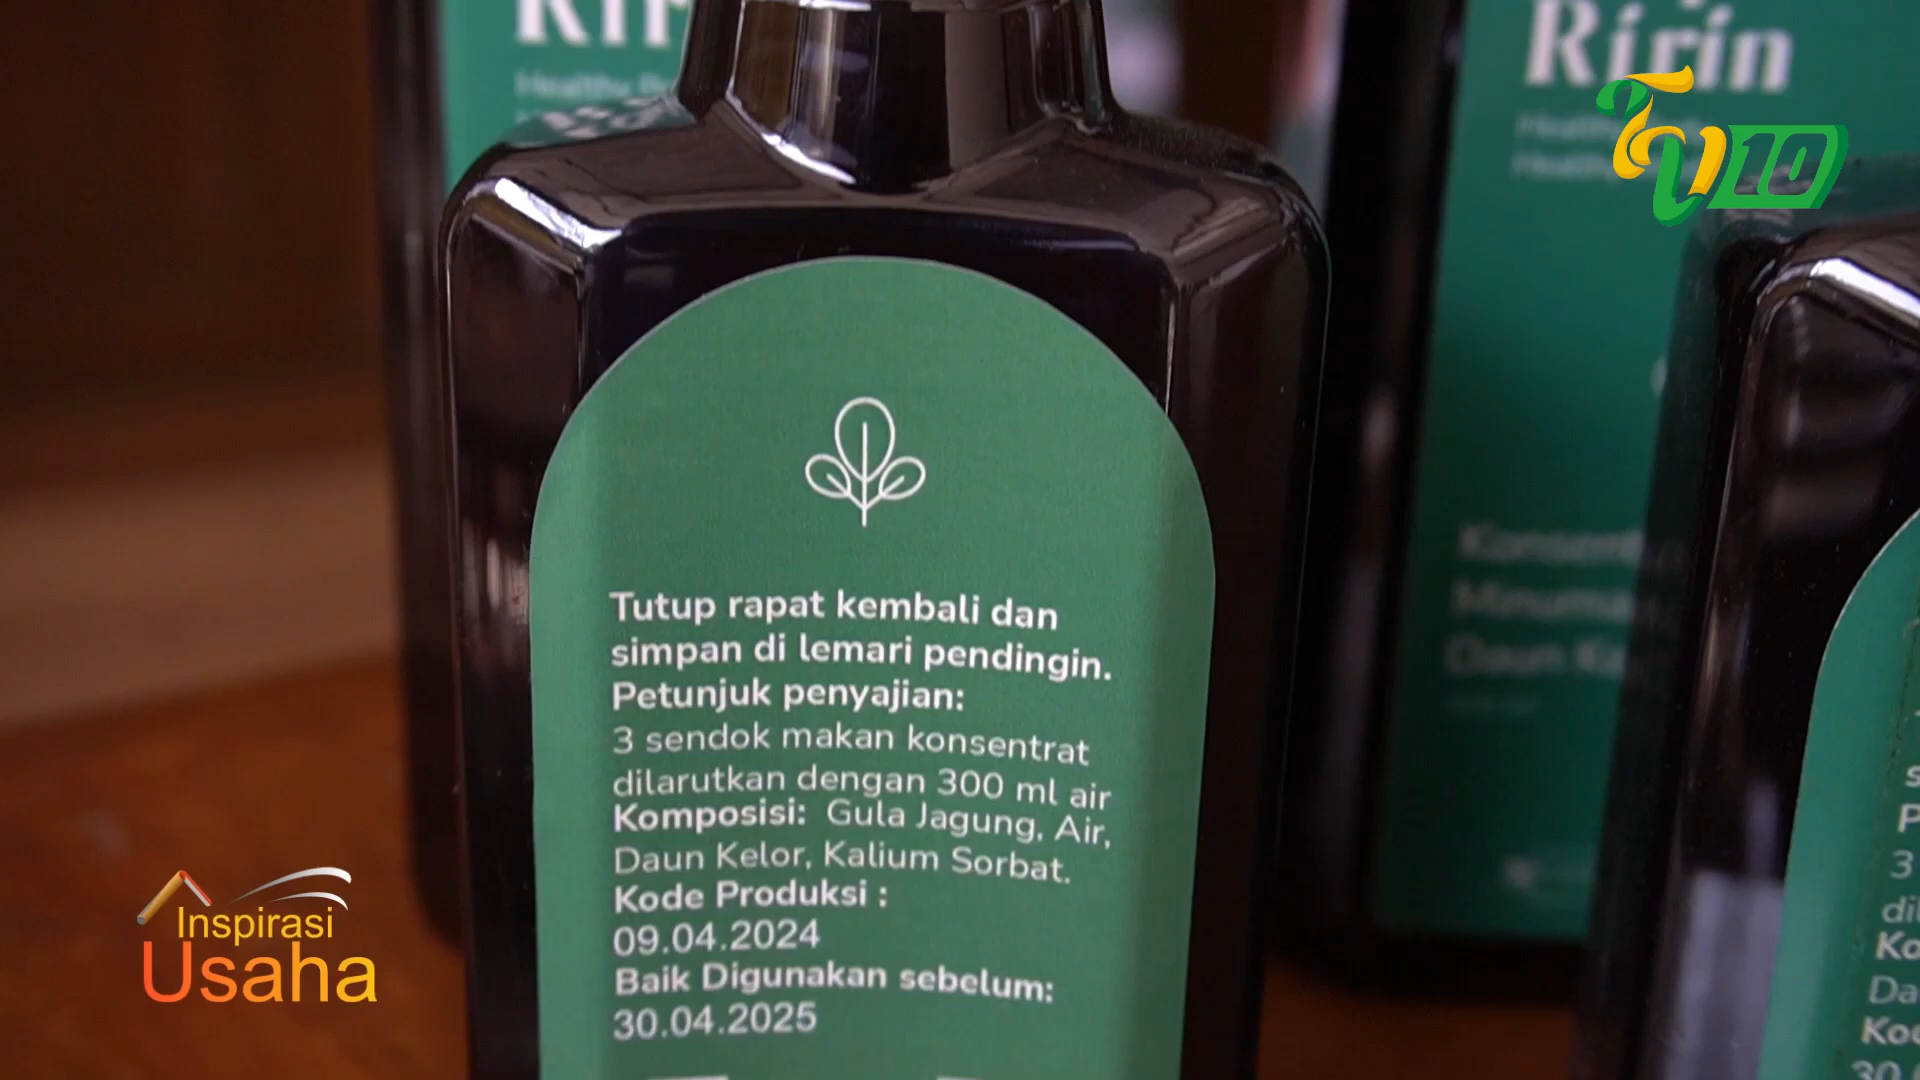 Ririn
TV10
Tutup rapat kembali dan
simpan di lemari pendingin.
Petunjuk penyajian:
3 sendok makan konsentrat
dilarutkan dengan 300 ml air
Komposisi: Gula Jagung, Air,
Daun Kelor, Kalium Sorbat.
Kode Produksi :
09.04.2024
Baik Digunakan sebelum:
30.04.2025
Daun
3
Inspirasi
Usaha